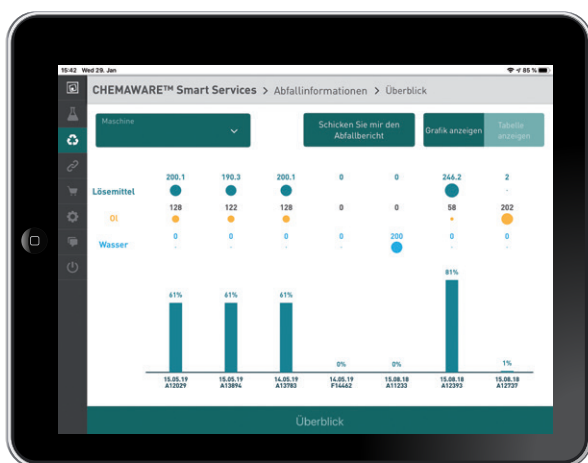 15:42 Wed 29. Jan 85 %
CHEMAWARE™ Smart Services > Abfallinformationen > Überblick
Maschine
Schicken Sie mir den
Abfallbericht
Grafik anzeigen
Tabelle
anzeigen
200.1 190.3 200.1 0 0 246.2 2
Lösemittel
128 122 128 0 0 58 202
Öl
0 0 0 0 200 0 0
Wasser
61% 61% 61% 0% 0% 81% 1%
15.05.19 15.05.19 14.05.19 14.05.19 15.08.18 15.08.18 15.08.18
A12029 A13894 A13783 F14462 A11233 A12393 A12737
Überblick